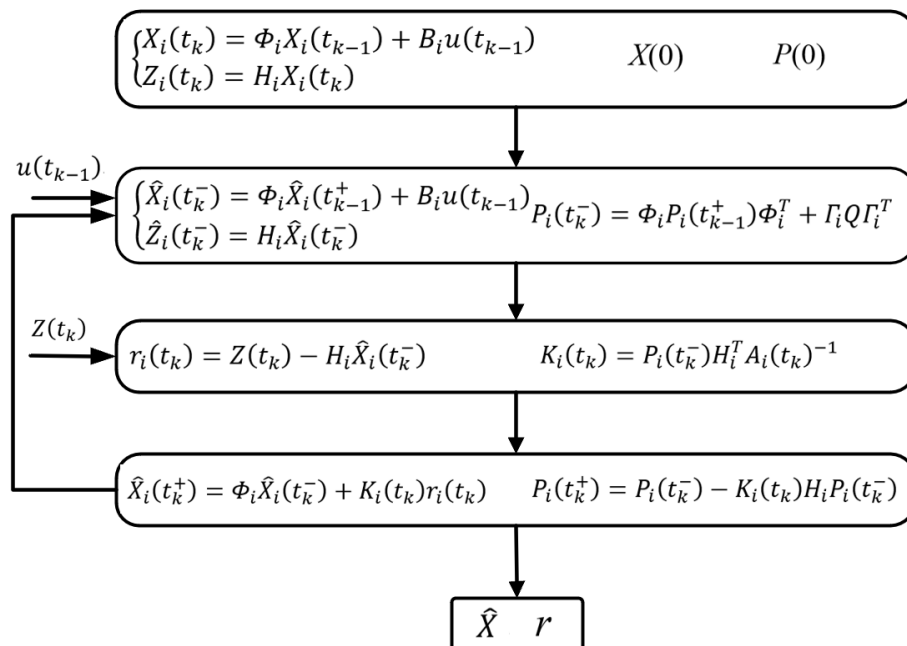 X_i(t_k) = Φ_i X_i(t_{k−1}) + B_i u(t_{k−1})
Z_i(t_k) = H_i X_i(t_k)
X(0) P(0)
u(t_{k−1})
X̂_i(t_k^−) = Φ_i X̂_i(t_{k−1}^+) + B_i u(t_{k−1})
Ẑ_i(t_k^−) = H_i X̂_i(t_k^−)
P_i(t_k^−) = Φ_i P_i(t_{k−1}^+) Φ_i^T + Γ_i Q Γ_i^T
Z(t_k)
r_i(t_k) = Z(t_k) − H_i X̂_i(t_k^−) K_i(t_k) = P_i(t_k^−) H_i^T A_i(t_k)^{−1}
X̂_i(t_k^+) = Φ_i X̂_i(t_k^−) + K_i(t_k) r_i(t_k) P_i(t_k^+) = P_i(t_k^−) − K_i(t_k) H_i P_i(t_k^−)
X̂ r